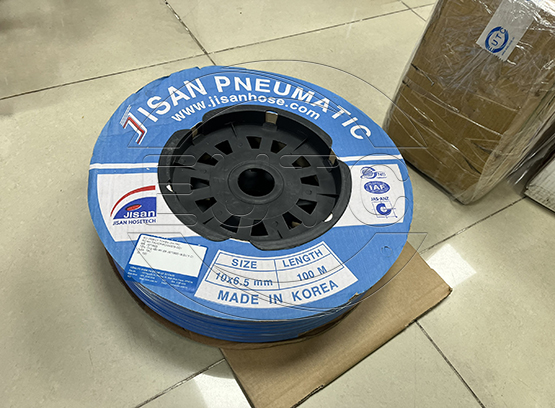 JISAN PNEUMATIC
www.jisanhose.com
IAF
JAS-ANZ
Jisan
JISAN HOSETECH
SIZE
LENGTH
10x6.5 mm
100 M
MADE IN KOREA